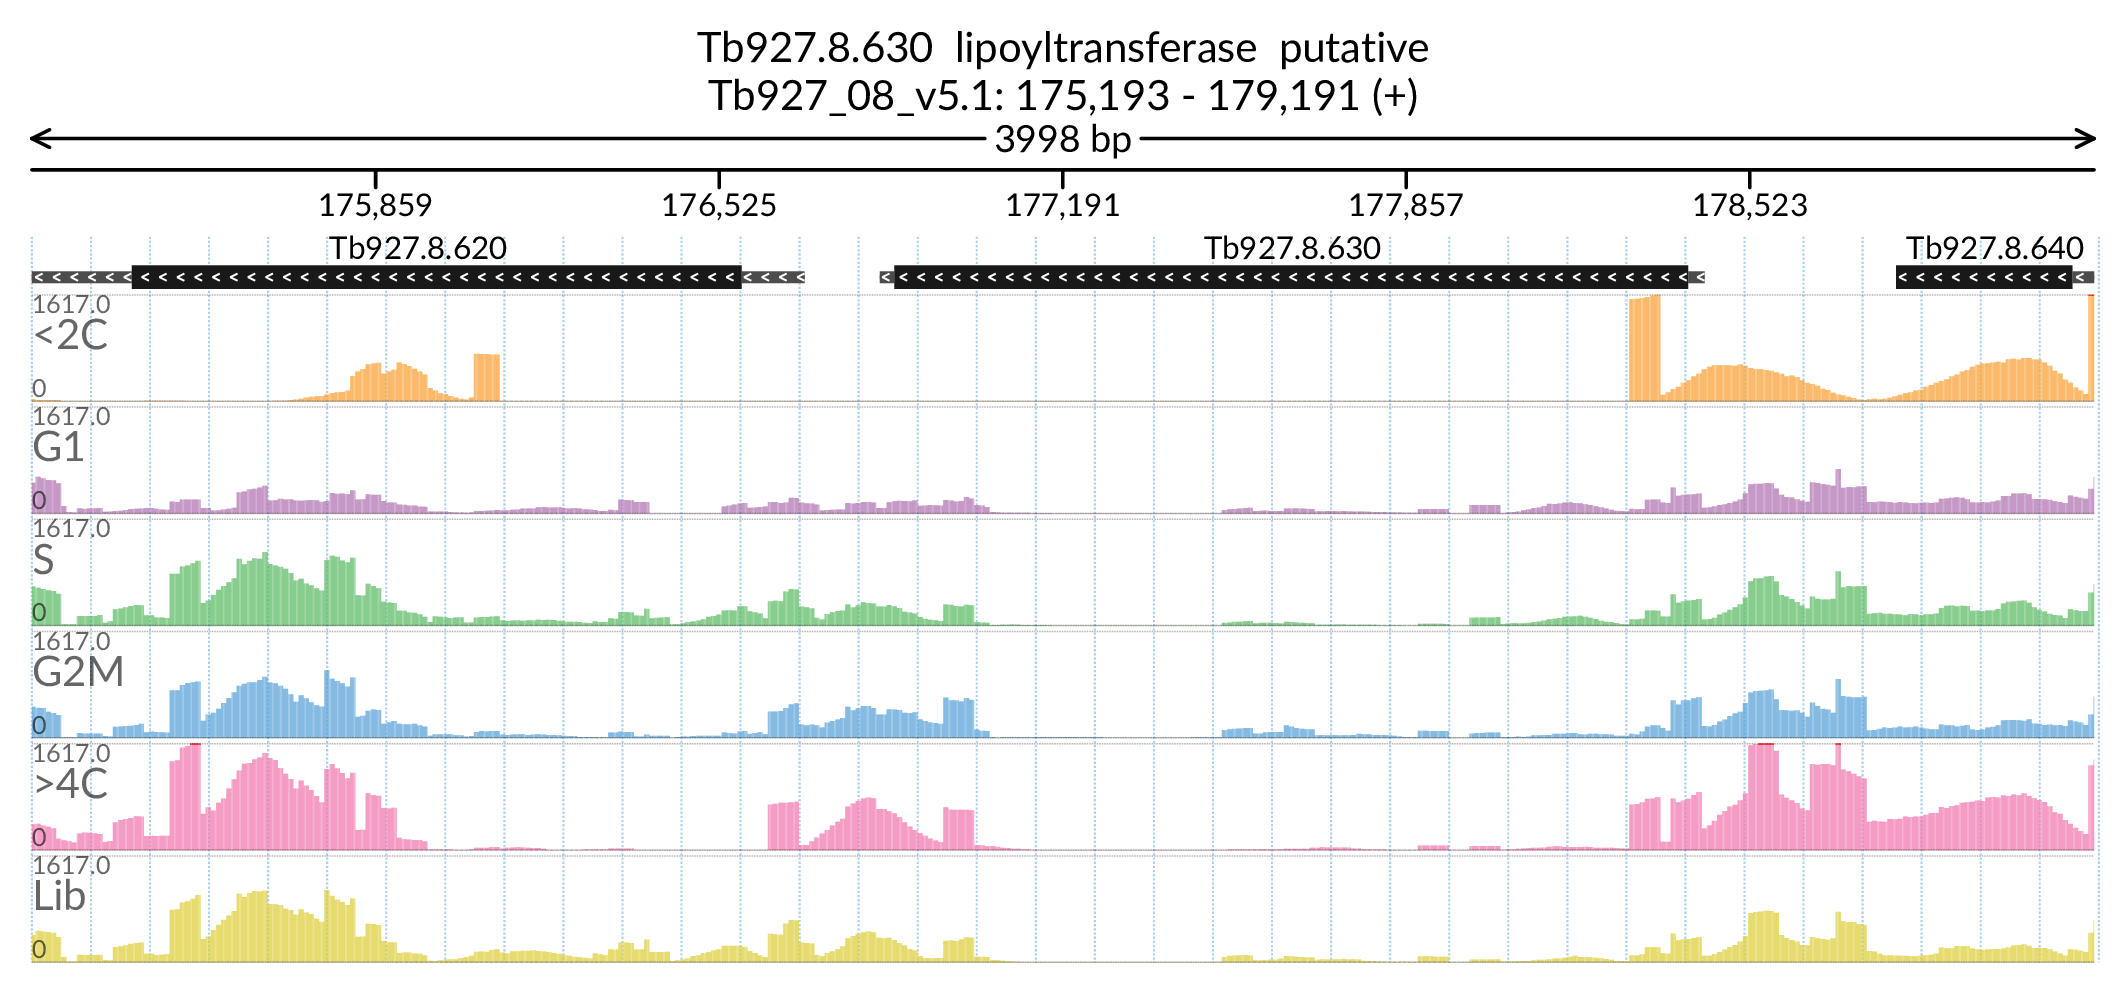 Tb927.8.630 lipoyltransferase putative
Tb927_08_v5.1: 175,193 - 179,191 (+)
3998 bp
175,859 176,525 177,191 177,857 178,523
Tb927.8.620 Tb927.8.630 Tb927.8.640
1617.0
<2C
0
1617.0
G1
0
1617.0
S
0
1617.0
G2M
0
1617.0
>4C
0
1617.0
Lib
0